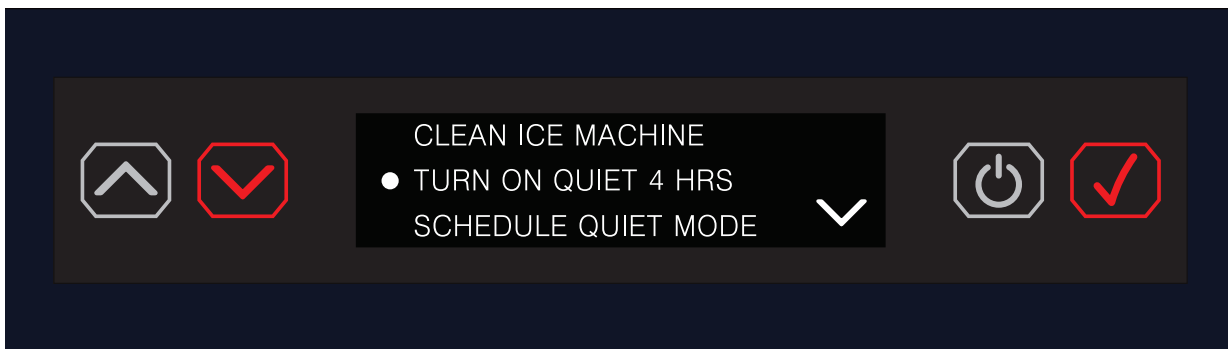 CLEAN ICE MACHINE
TURN ON QUIET 4 HRS
SCHEDULE QUIET MODE